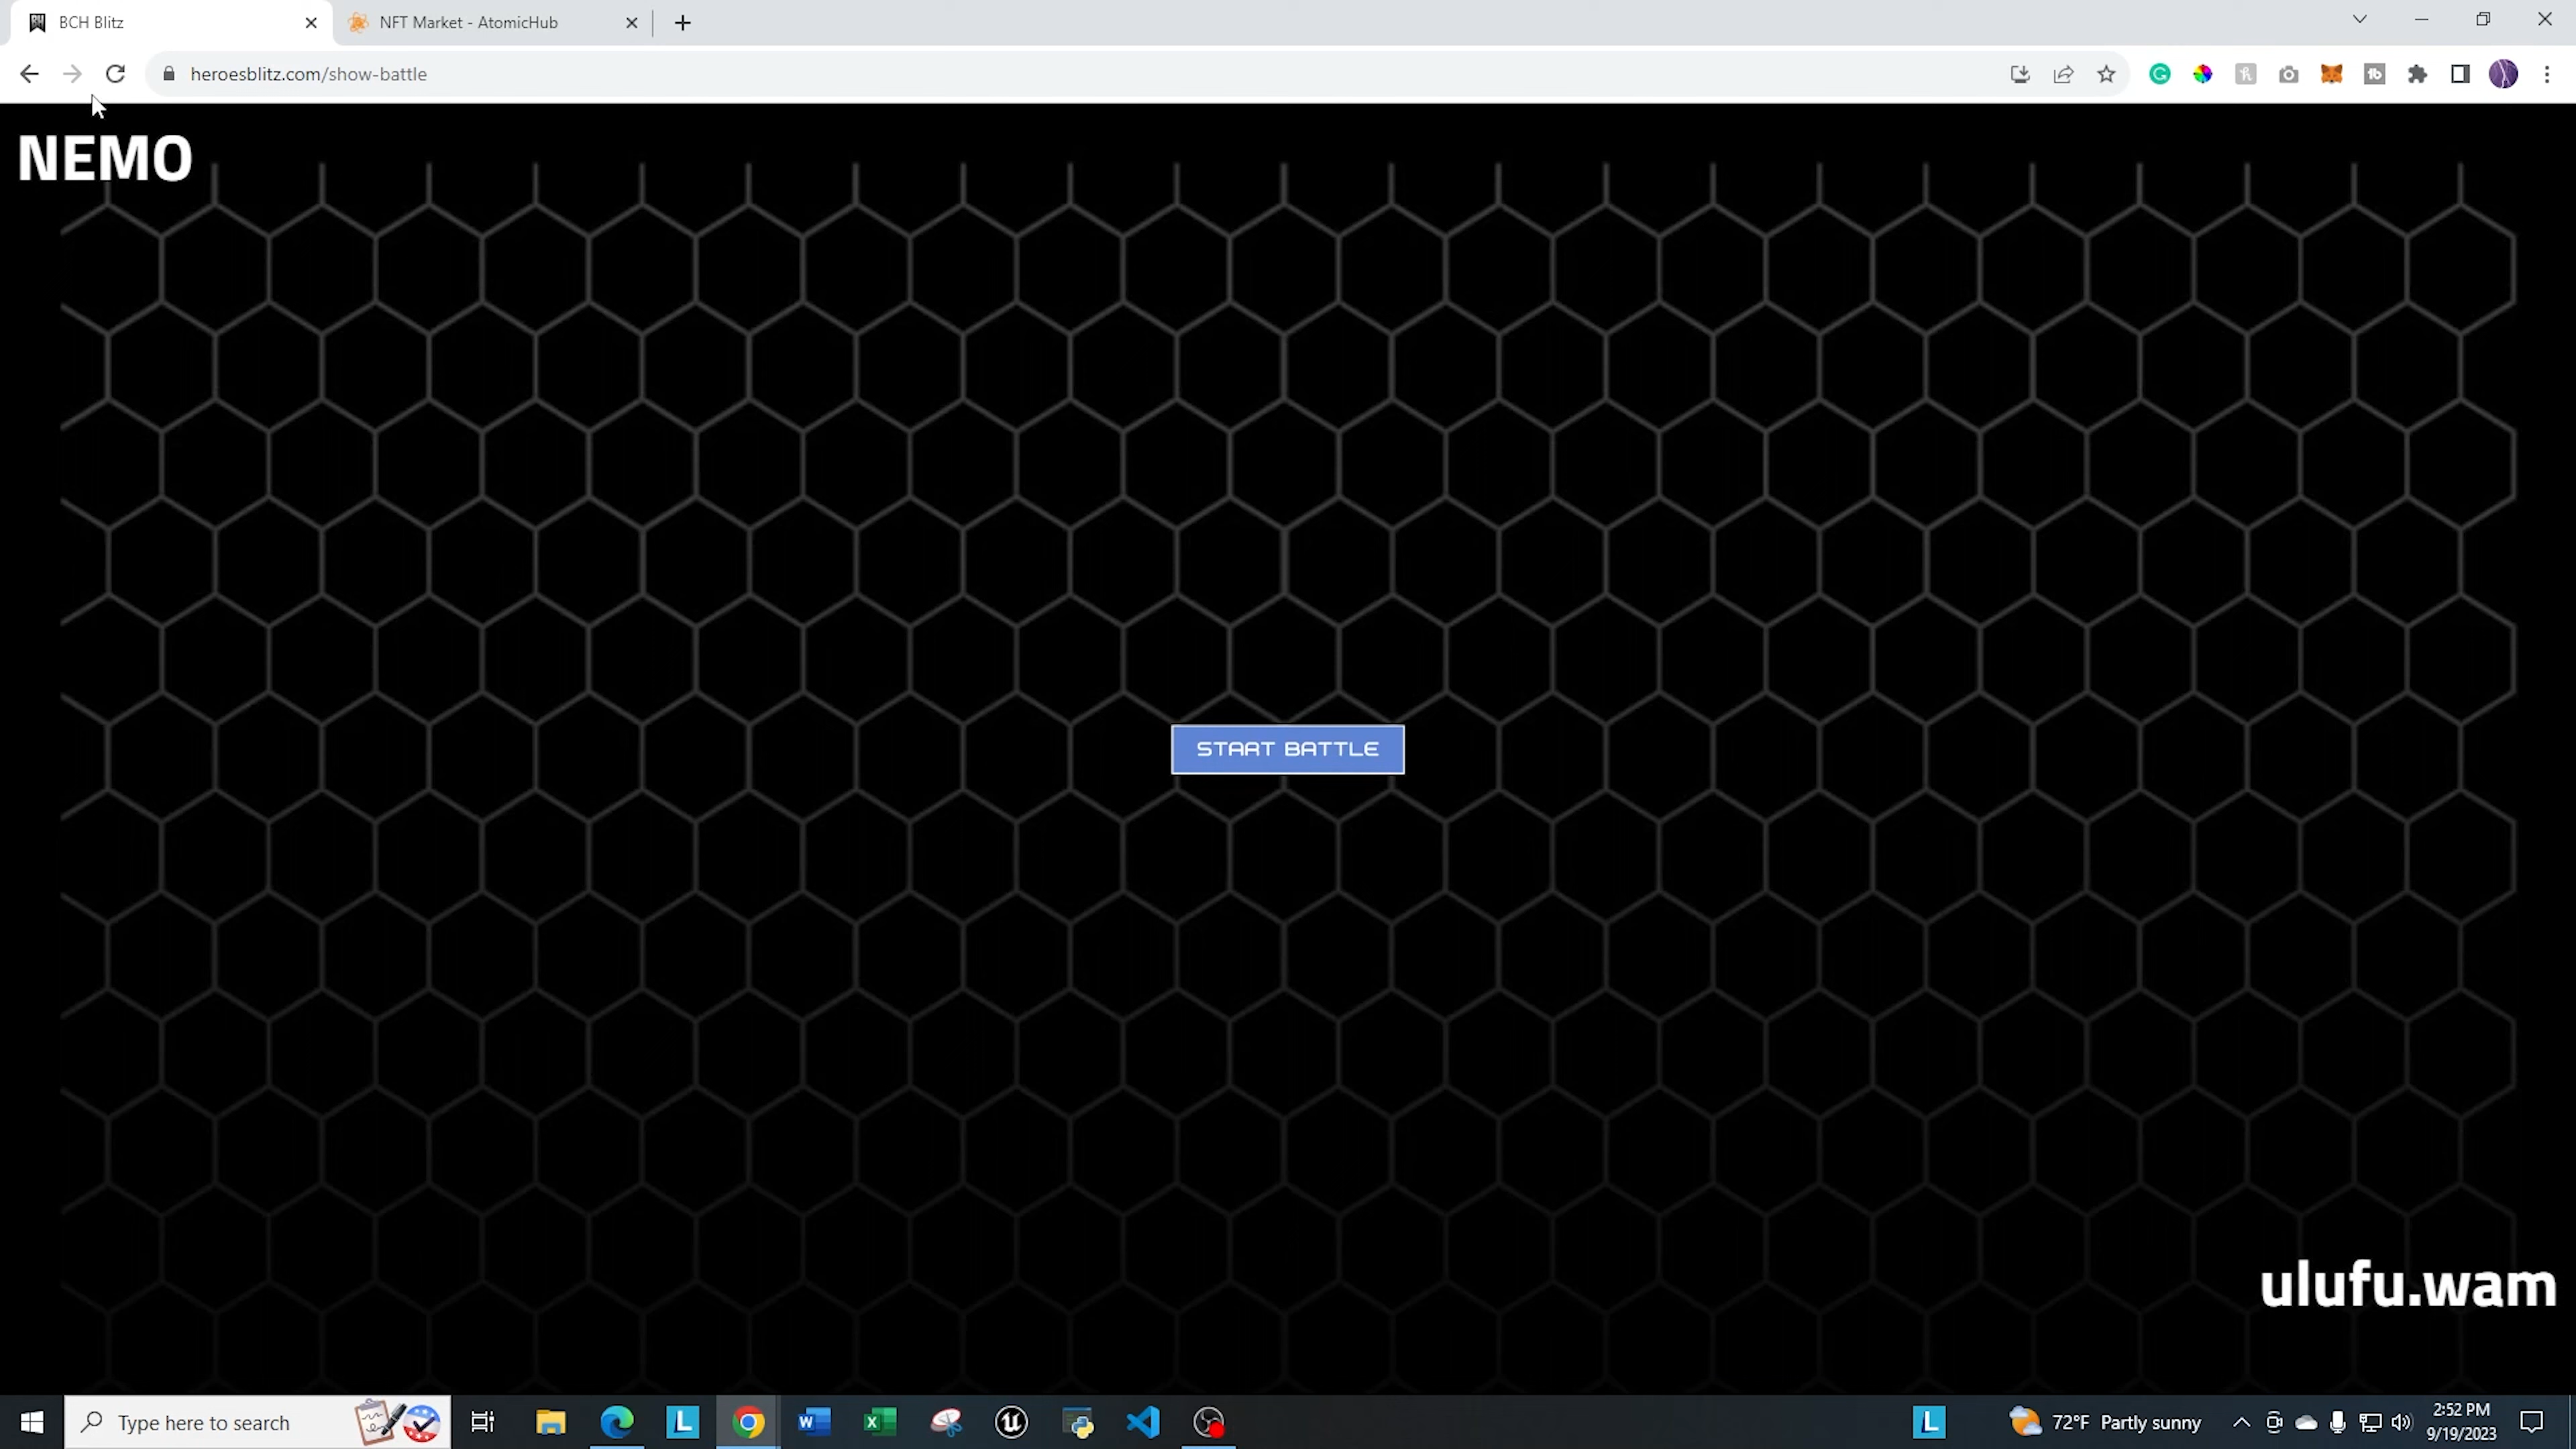 BCH Blitz
NFT Market - AtomicHub
heroesblitz.com/show-battle
NEMO
START BATTLE
ulufu.wam
Type here to search
72°F Partly sunny
2:52 PM
9/19/2023